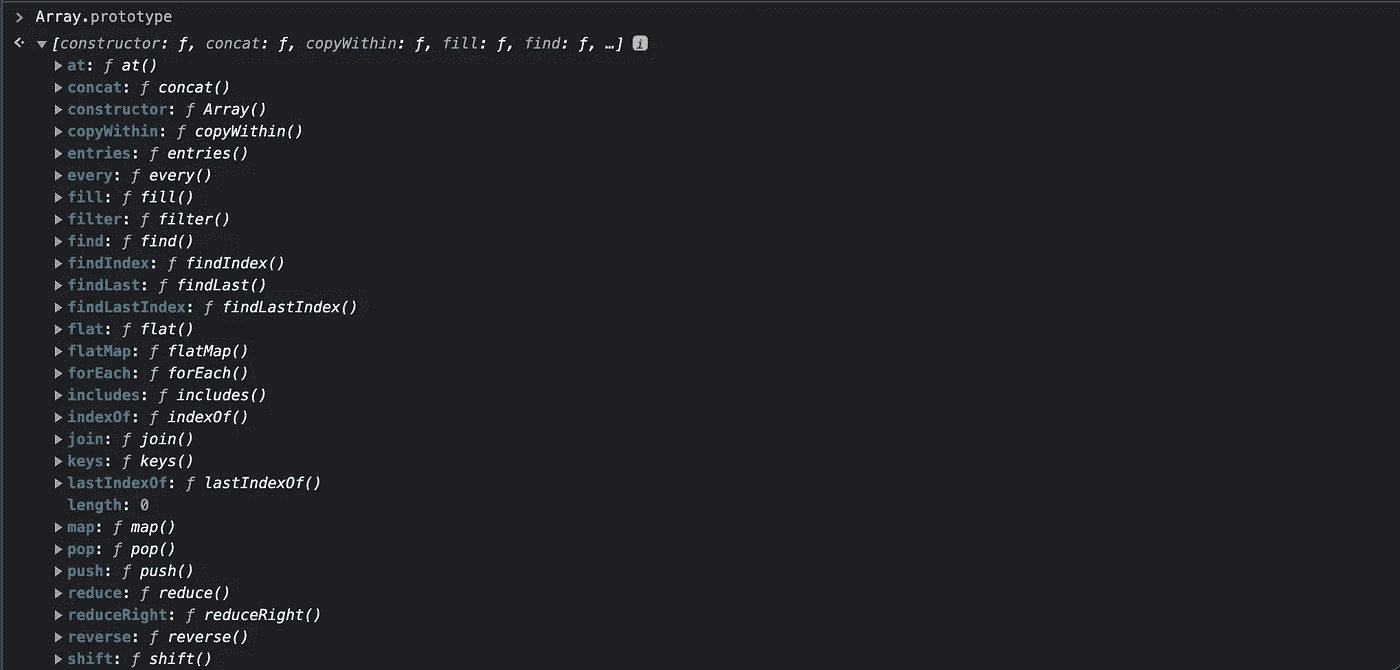 > Array.prototype
[constructor: ƒ, concat: ƒ, copyWithin: ƒ, fill: ƒ, find: ƒ, …] i
at: ƒ at()
concat: ƒ concat()
constructor: ƒ Array()
copyWithin: ƒ copyWithin()
entries: ƒ entries()
every: ƒ every()
fill: ƒ fill()
filter: ƒ filter()
find: ƒ find()
findIndex: ƒ findIndex()
findLast: ƒ findLast()
findLastIndex: ƒ findLastIndex()
flat: ƒ flat()
flatMap: ƒ flatMap()
forEach: ƒ forEach()
includes: ƒ includes()
indexOf: ƒ indexOf()
join: ƒ join()
keys: ƒ keys()
lastIndexOf: ƒ lastIndexOf()
length: 0
map: ƒ map()
pop: ƒ pop()
push: ƒ push()
reduce: ƒ reduce()
reduceRight: ƒ reduceRight()
reverse: ƒ reverse()
shift: ƒ shift()